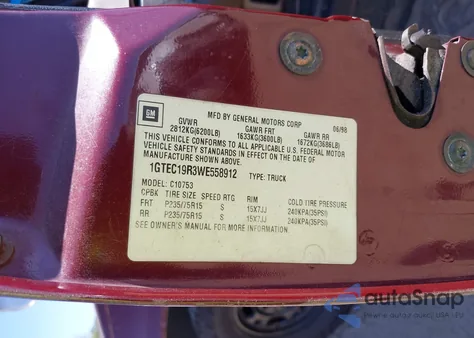 GM
MFD BY GENERAL MOTORS CORP 06/98
GVWR GAWR FRT GAWR RR
2812KG(6200LB) 1633KG(3600LB) 1672KG(3686LB)
THIS VEHICLE CONFORMS TO ALL APPLICABLE U.S. FEDERAL MOTOR
VEHICLE SAFETY STANDARDS IN EFFECT ON THE DATE OF
MANUFACTURE SHOWN ABOVE.
1GTEC19R3WE558912 TYPE: TRUCK
MODEL: C10753
CPBK TIRE SIZE SPEED RTG RIM COLD TIRE PRESSURE
FRT P235/75R15 S 15X7JJ 240KPA(35PSI)
RR P235/75R15 S 15X7JJ 240KPA(35PSI)
SEE OWNER'S MANUAL FOR MORE INFORMATION.
autoSnap